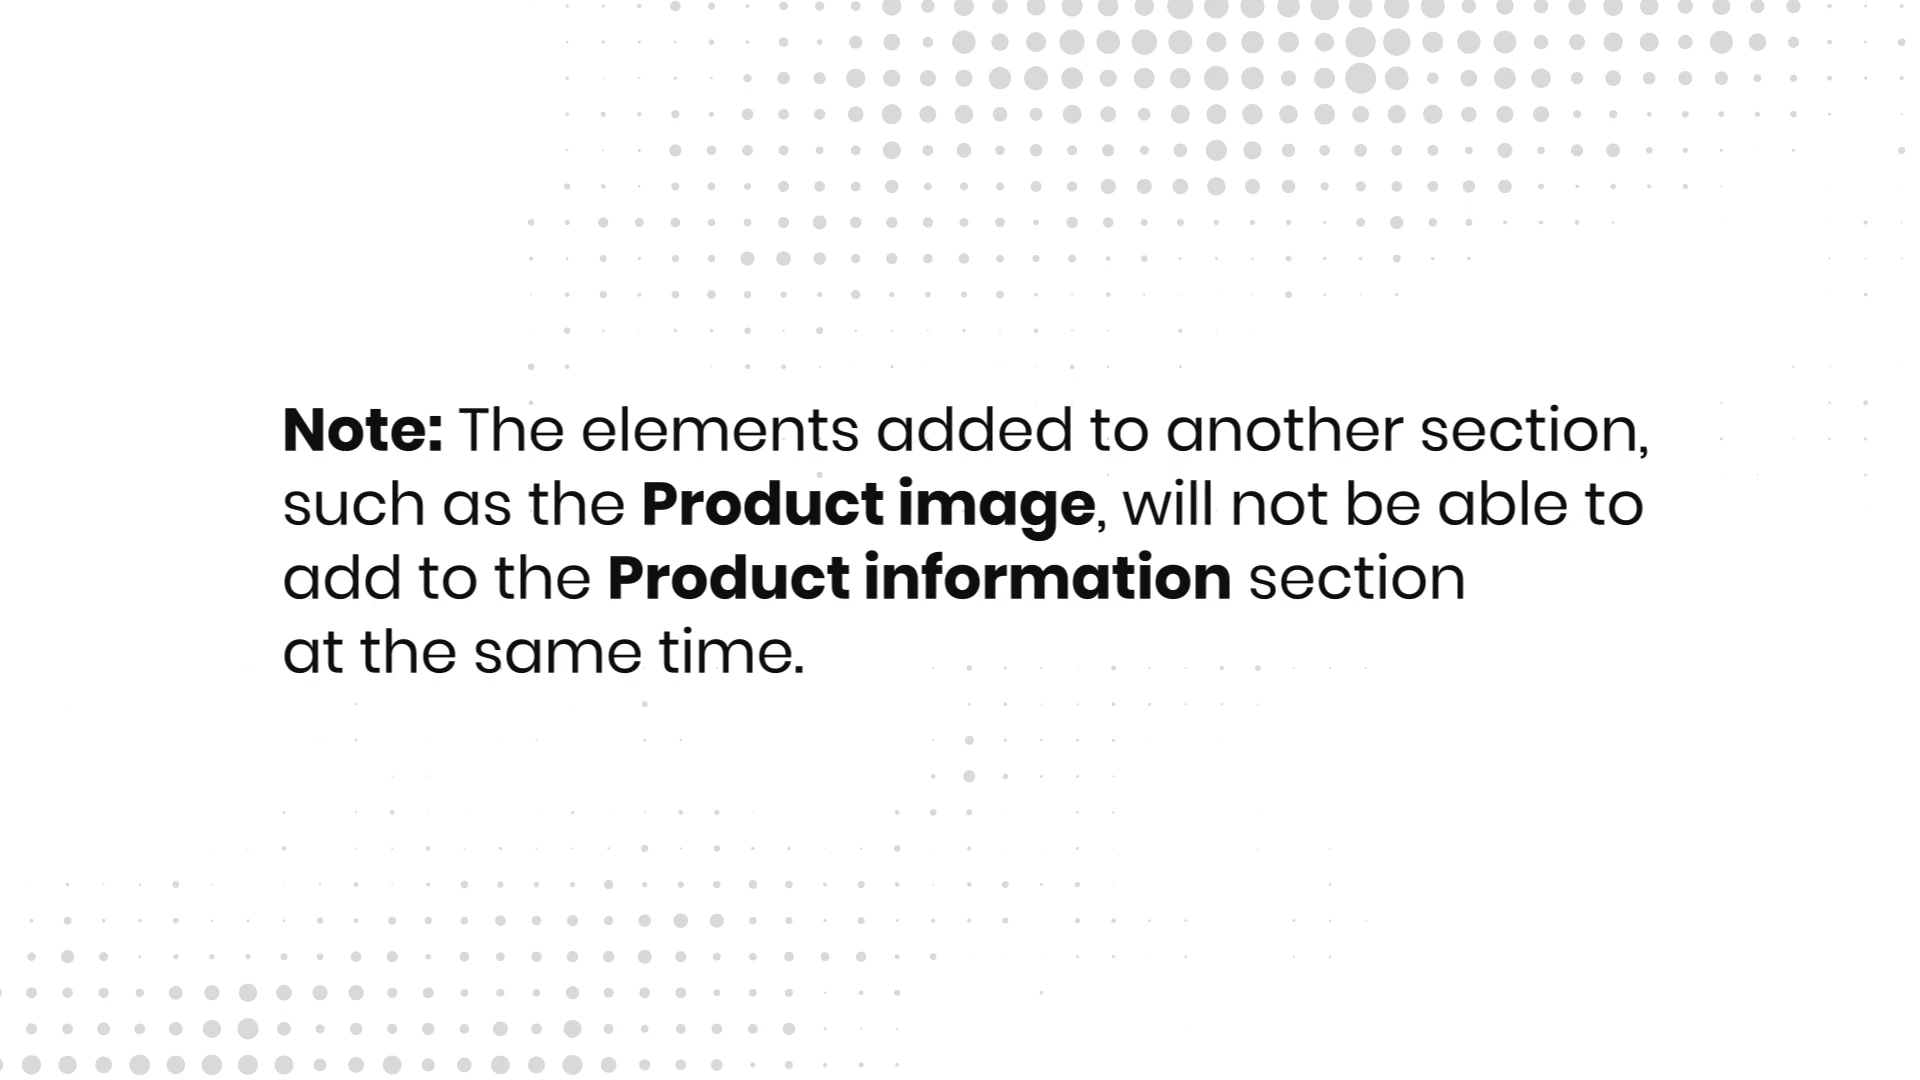 Note: The elements added to another section,
such as the Product image, will not be able to
add to the Product information section
at the same time.